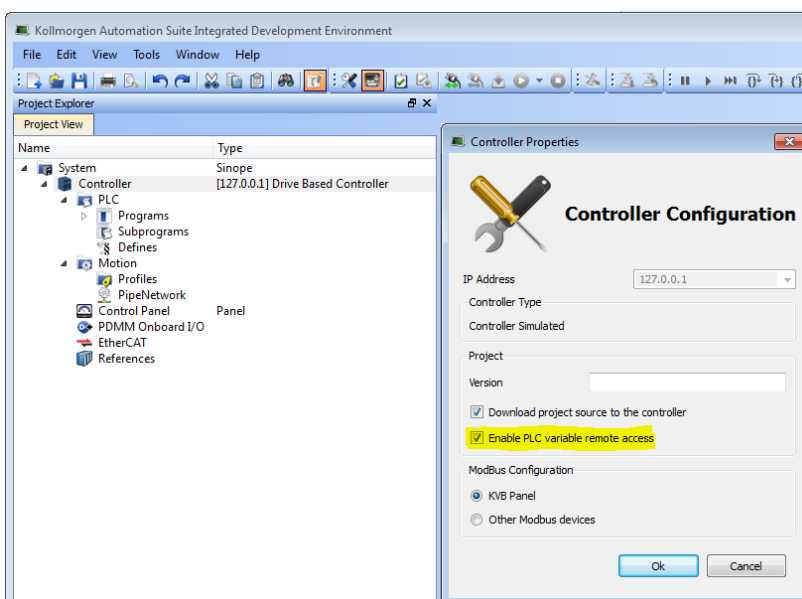 Kollmorgen Automation Suite Integrated Development Environment
File Edit View Tools Window Help
Project Explorer
Project View
Name Type
System Sinope
Controller [127.0.0.1] Drive Based Controller
PLC
Programs
Subprograms
Defines
Motion
Profiles
PipeNetwork
Control Panel Panel
PDMM Onboard I/O
EtherCAT
References
Controller Properties
Controller Configuration
IP Address 127.0.0.1
Controller Type
Controller Simulated
Project
Version
Download project source to the controller
Enable PLC variable remote access
ModBus Configuration
KVB Panel
Other Modbus devices
Ok Cancel